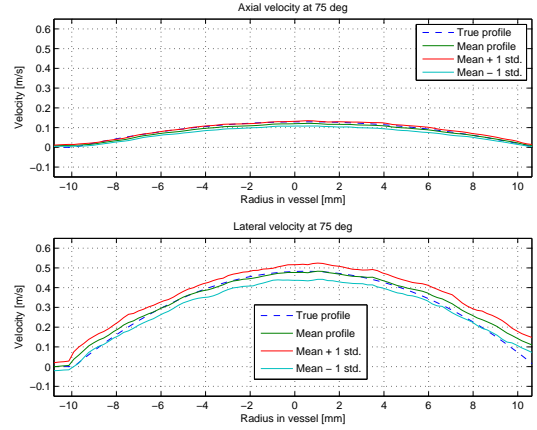 Axial velocity at 75 deg
0.6
0.5
0.4
0.3
0.2
0.1
0
−0.1
Velocity [m/s]
True profile
Mean profile
Mean + 1 std.
Mean − 1 std.
−10 −8 −6 −4 −2 0 2 4 6 8 10
Radius in vessel [mm]
Lateral velocity at 75 deg
0.6
0.5
0.4
0.3
0.2
0.1
0
−0.1
Velocity [m/s]
True profile
Mean profile
Mean + 1 std.
Mean − 1 std.
−10 −8 −6 −4 −2 0 2 4 6 8 10
Radius in vessel [mm]